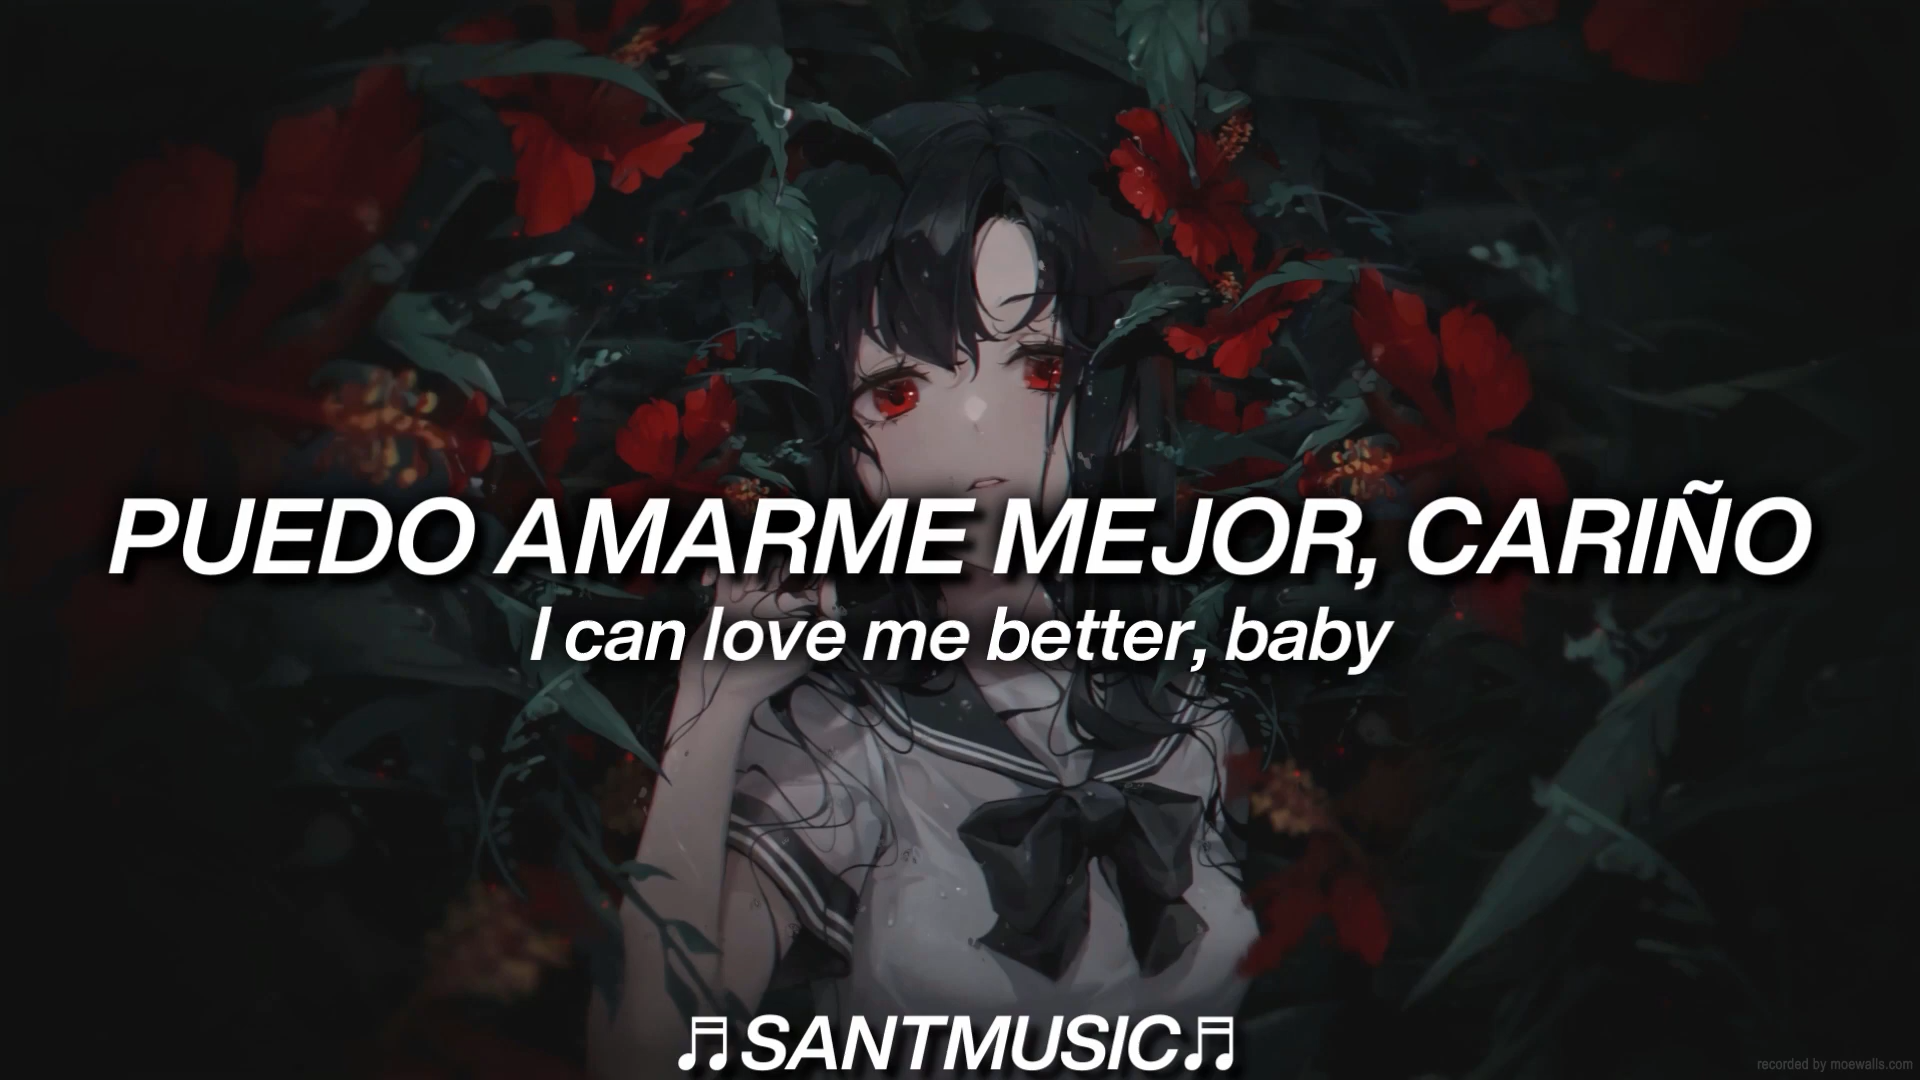 PUEDO AMARME MEJOR, CARIÑO
I can love me better, baby
♬SANTMUSIC♬
recorded by moewalls.com